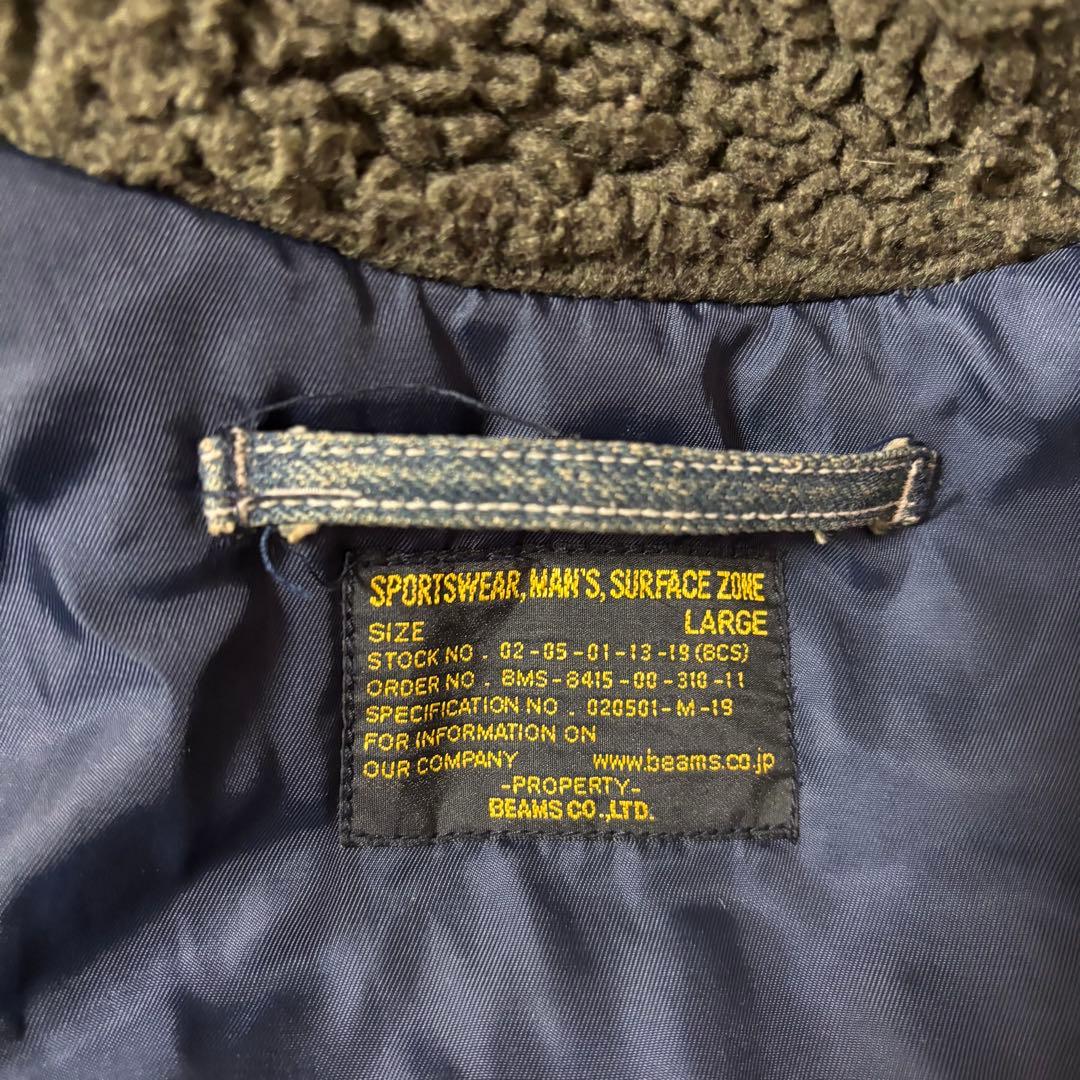 SPORTSWEAR, MAN'S, SURFACE ZONE
SIZE LARGE
STOCK NO. 02-05-01-13-19 (BCS)
ORDER NO. BMS-8415-00-310-11
SPECIFICATION NO. 020501-M-19
FOR INFORMATION ON
OUR COMPANY www.beams.co.jp
-PROPERTY-
BEAMS CO.,LTD.